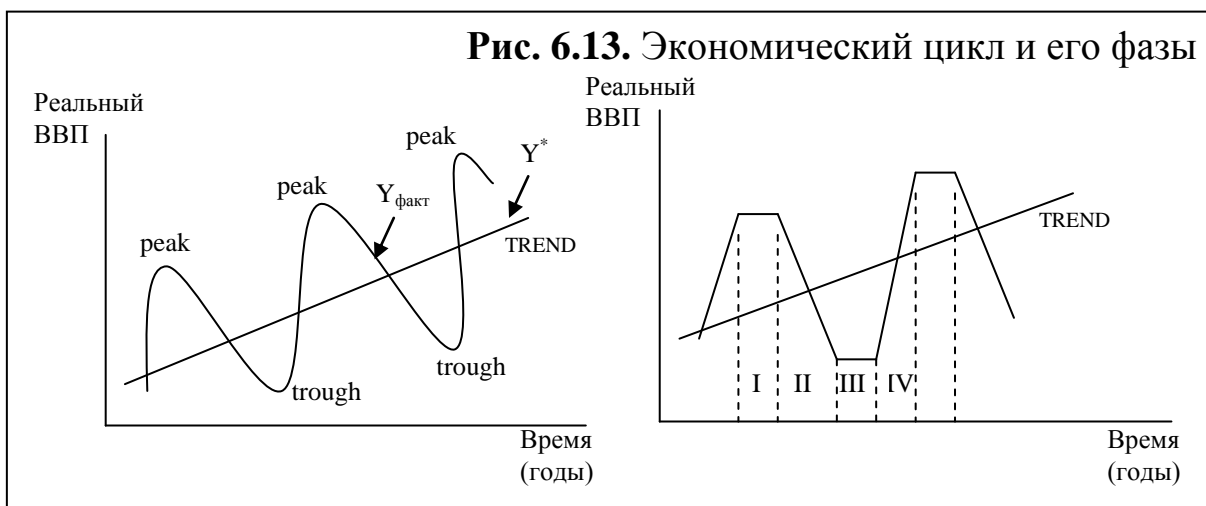 Рис. 6.13. Экономический цикл и его фазы
Реальный
ВВП
peak
peak
peak
Yфакт
Y*
TREND
trough
trough
Время
(годы)
Реальный
ВВП
TREND
I II III IV
Время
(годы)